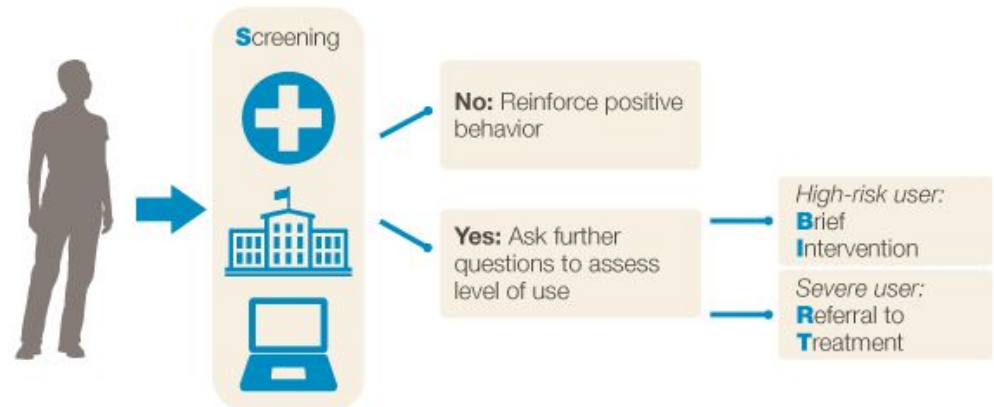 Screening
No: Reinforce positive
behavior
Yes: Ask further
questions to assess
level of use
High-risk user:
Brief
Intervention
Severe user:
Referral to
Treatment